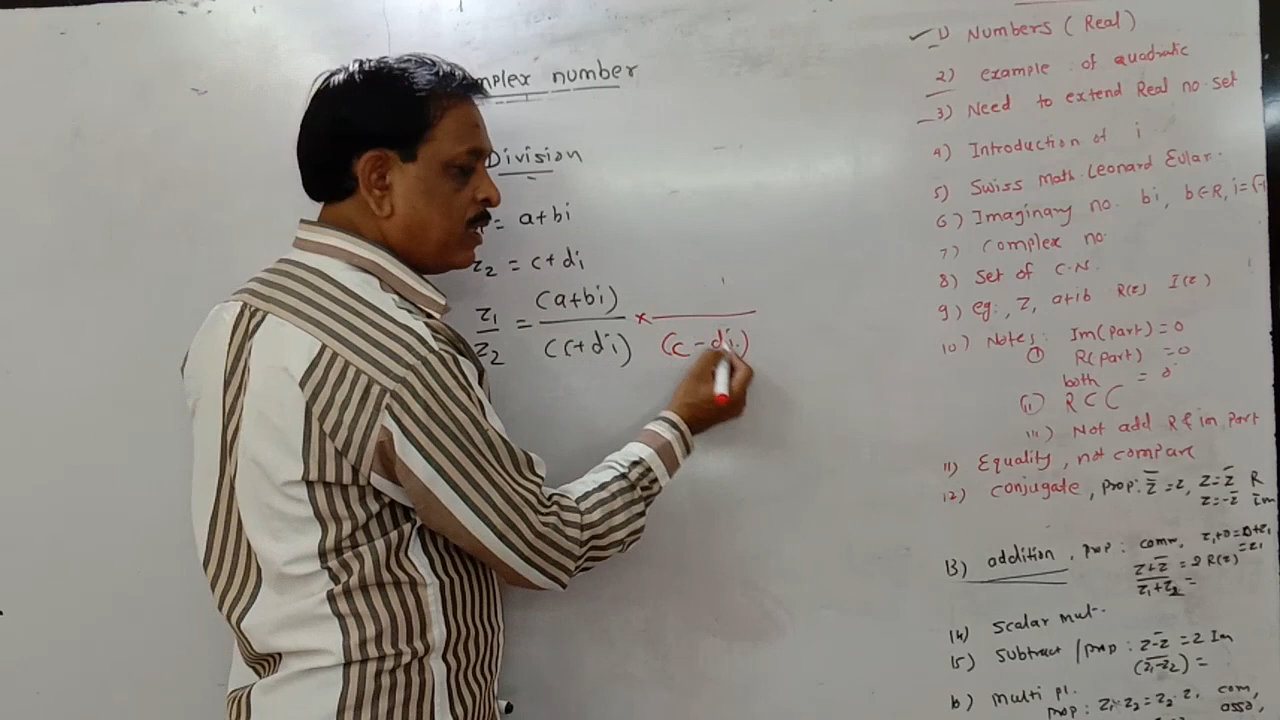 mplex number
Division
= a+bi
z₂ = c+di
z₁/z₂ = (a+bi)/(c+di) × /(c-di)
1) Numbers (Real)
2) example of quadratic
3) Need to extend Real no. set
4) Introduction of i
5) Swiss Math. Leonard Eular.
6) Imaginary no. bi, b∈R, i=√-1
7) Complex no.
8) Set of C.N.
9) eg:, Z, a+ib R(z) I(z)
10) Notes: Im(part)=0
① R(part) =0
both = 0
(ii) R ⊂ C
iii) Not add R & im part
11) Equality, not compare
12) Conjugate, prop: z̿ = z, z = z̄ R
z = -z̄ im
13) addition, prop: comm, z₁+0=0+z₁
=z₁
z+z̄ = 2 R(z)
z₁+z₂ =
14) Scalar mul-.
15) Subtract / prop: z-z̄ = 2 Im
(z₁-z₂) =
multi pl.
prop: z₁·z₂ = z₂·z₁ com,
asso,